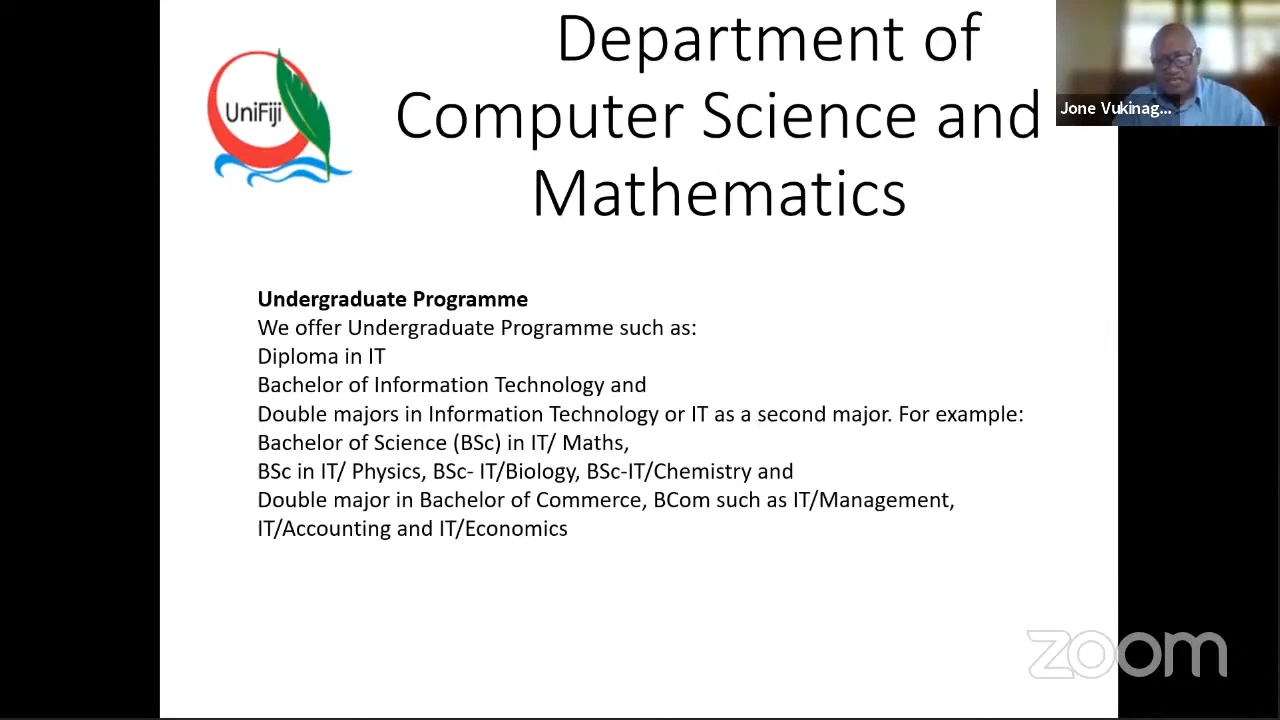 Department of
Computer Science and
Mathematics
UniFiji
Jone Vukinag...
Undergraduate Programme
We offer Undergraduate Programme such as:
Diploma in IT
Bachelor of Information Technology and
Double majors in Information Technology or IT as a second major. For example:
Bachelor of Science (BSc) in IT/ Maths,
BSc in IT/ Physics, BSc- IT/Biology, BSc-IT/Chemistry and
Double major in Bachelor of Commerce, BCom such as IT/Management,
IT/Accounting and IT/Economics
zoom